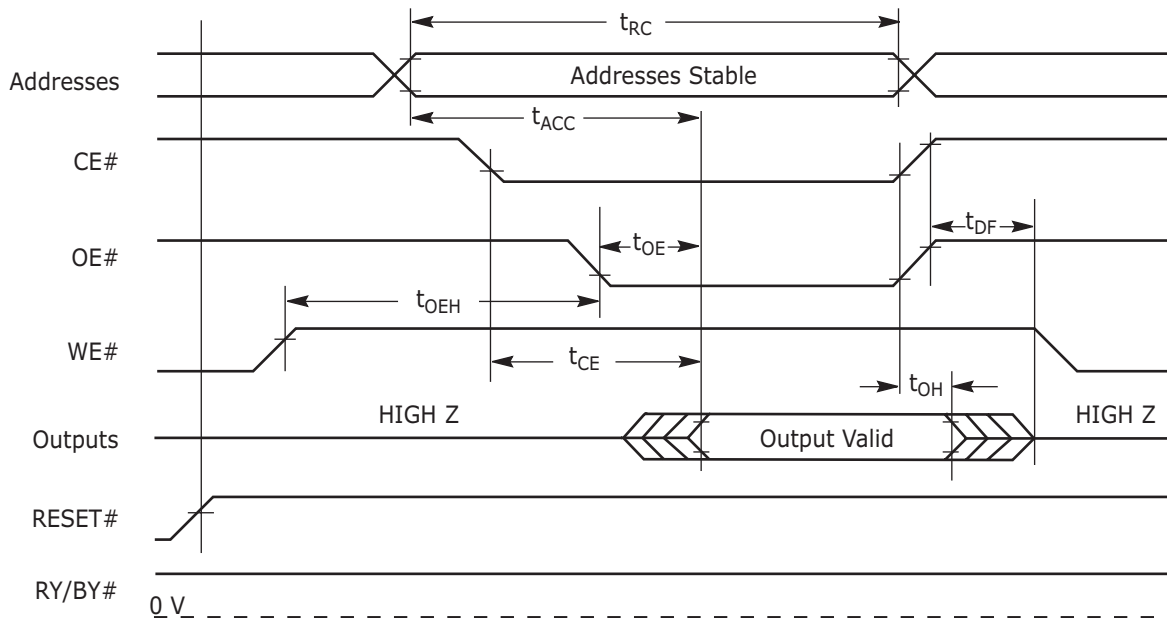 tRC
Addresses
Addresses Stable
tACC
CE#
tDF
tOE
OE#
tOEH
WE#
tCE
tOH
HIGH Z
HIGH Z
Outputs
Output Valid
RESET#
RY/BY#
0 V